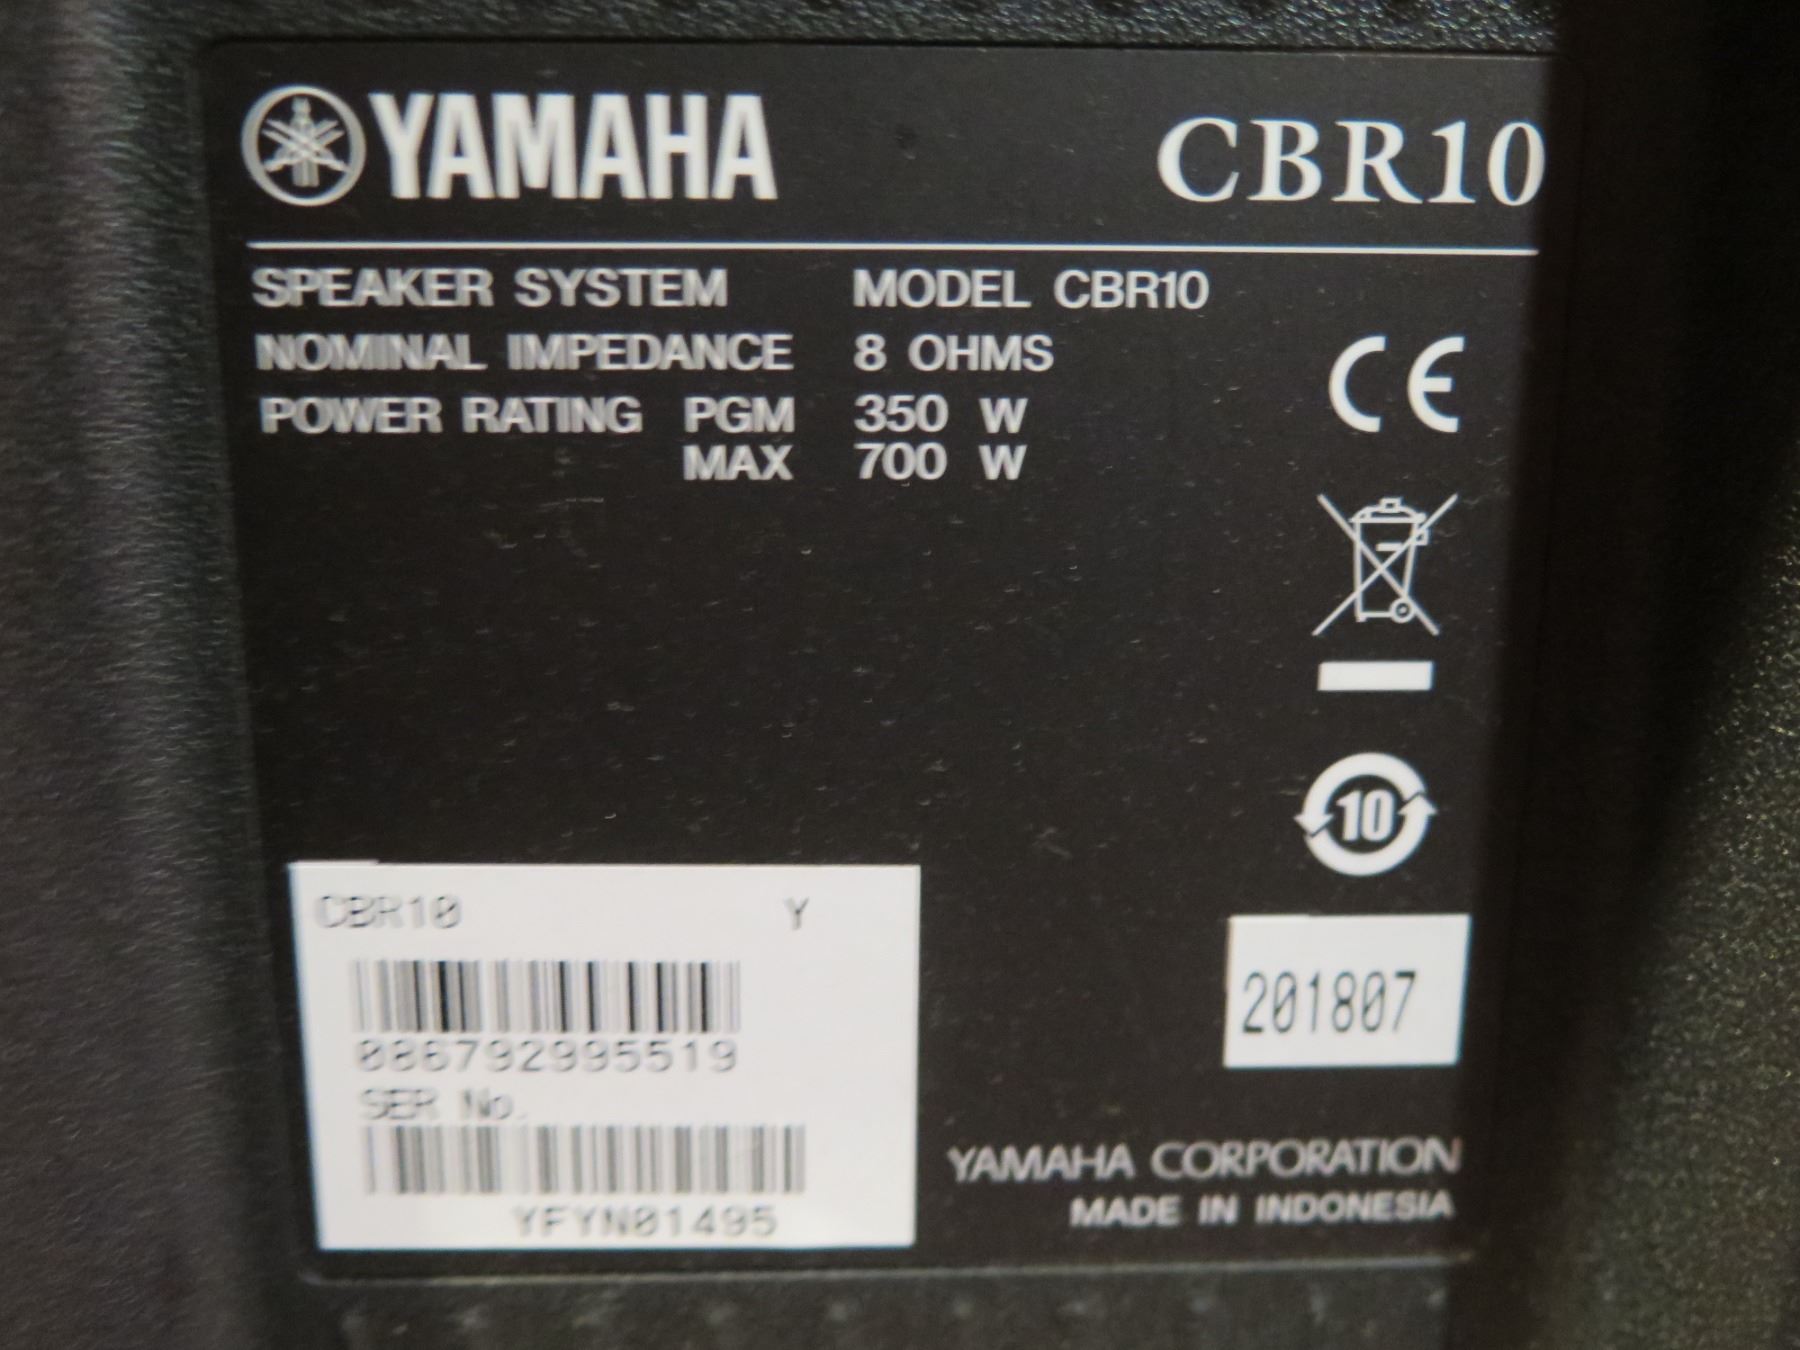 YAMAHA CBR10
SPEAKER SYSTEM MODEL CBR10
NOMINAL IMPEDANCE 8 OHMS
POWER RATING PGM 350 W
MAX 700 W
CE
10
CBR10 Y
086792995519
SER No.
YFYN01495
201807
YAMAHA CORPORATION
MADE IN INDONESIA